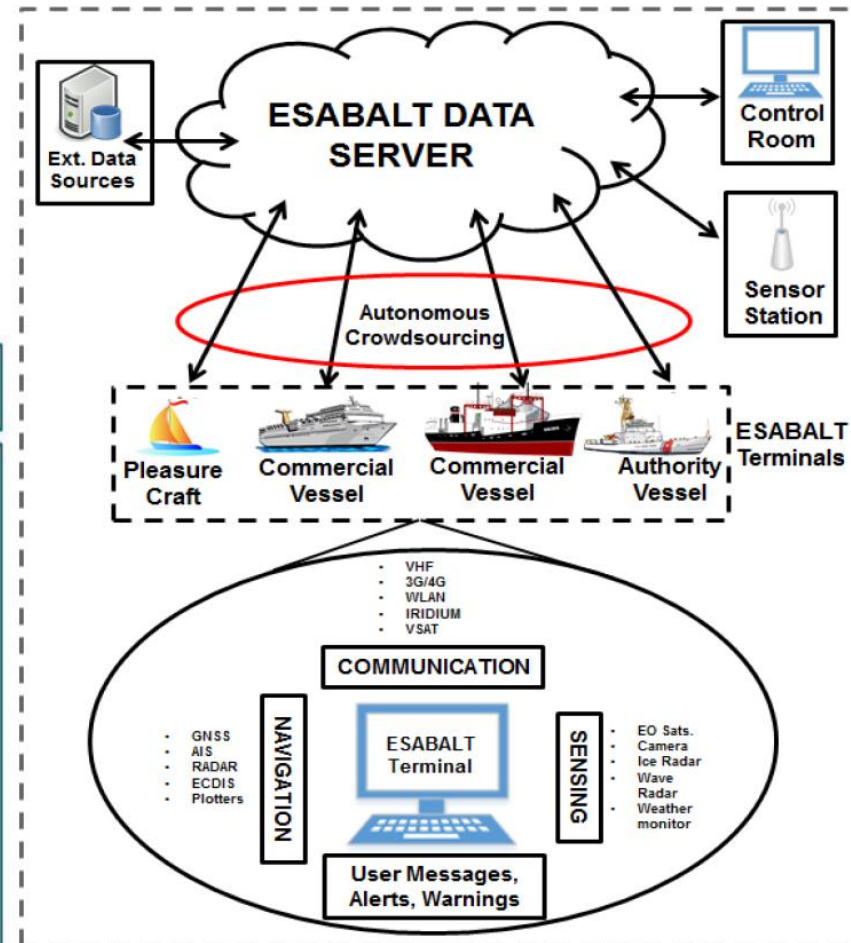 ESABALT DATA
SERVER
Ext. Data
Sources
Control
Room
Sensor
Station
Autonomous
Crowdsourcing
Pleasure
Craft
Commercial
Vessel
Commercial
Vessel
Authority
Vessel
ESABALT
Terminals
- VHF
- 3G/4G
- WLAN
- IRIDIUM
- VSAT
COMMUNICATION
- GNSS
- AIS
- RADAR
- ECDIS
- Plotters
NAVIGATION
ESABALT
Terminal
SENSING
- EO Sats.
- Camera
- Ice Radar
- Wave
Radar
- Weather
monitor
User Messages,
Alerts, Warnings